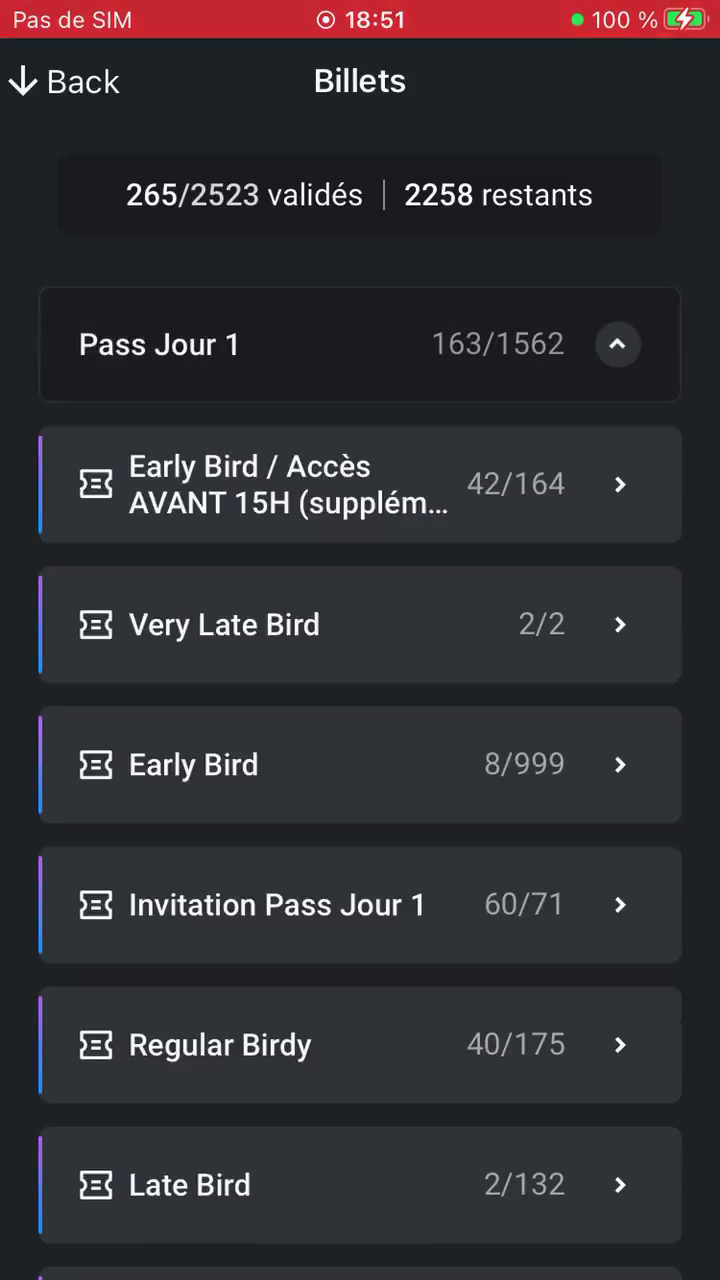 Pas de SIM 18:51 100 %
Back Billets
265/2523 validés | 2258 restants
Pass Jour 1 163/1562
Early Bird / Accès
AVANT 15H (supplém... 42/164
Very Late Bird 2/2
Early Bird 8/999
Invitation Pass Jour 1 60/71
Regular Birdy 40/175
Late Bird 2/132